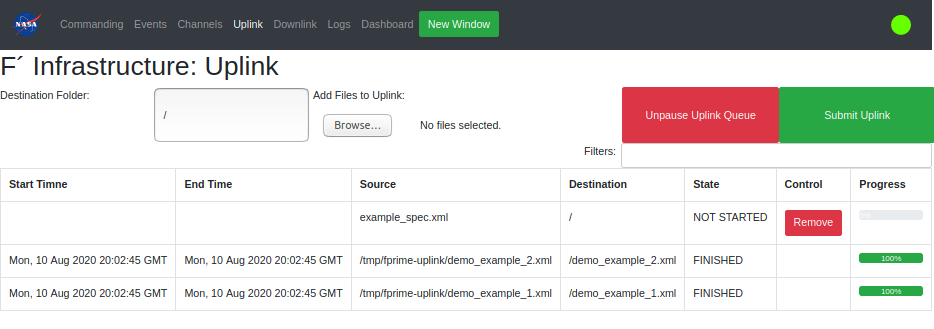 NASA Commanding Events Channels Uplink Downlink Logs Dashboard New Window
F´ Infrastructure: Uplink
Destination Folder: / Add Files to Uplink: Browse... No files selected. Unpause Uplink Queue Submit Uplink
Filters:
Start Timne End Time Source Destination State Control Progress
example_spec.xml / NOT STARTED Remove
Mon, 10 Aug 2020 20:02:45 GMT Mon, 10 Aug 2020 20:02:45 GMT /tmp/fprime-uplink/demo_example_2.xml /demo_example_2.xml FINISHED 100%
Mon, 10 Aug 2020 20:02:45 GMT Mon, 10 Aug 2020 20:02:45 GMT /tmp/fprime-uplink/demo_example_1.xml /demo_example_1.xml FINISHED 100%